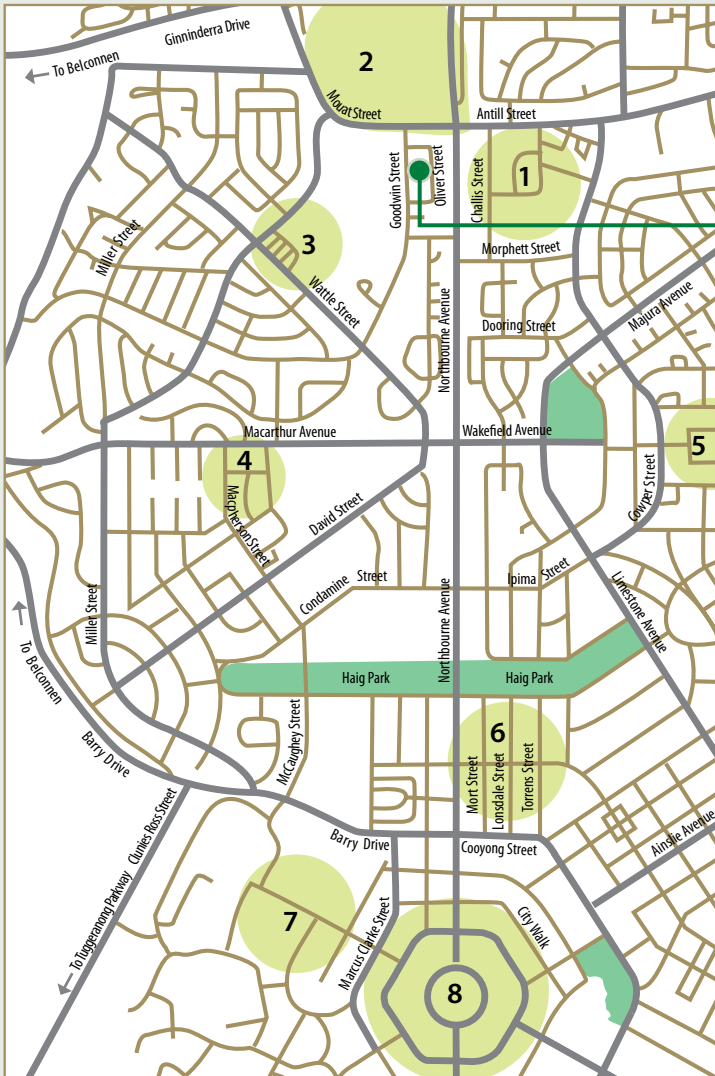 Ginninderra Drive
To Belconnen
2
Mouat Street
Antill Street
Goodwin Street
Oliver Street
Challis Street
1
Miller Street
3
Morphett Street
Wattle Street
Northbourne Avenue
Dooring Street
Majura Avenue
Macarthur Avenue
Wakefield Avenue
4
5
Macpherson Street
David Street
Cowper Street
Condamine Street
Ipima Street
Miller Street
Northbourne Avenue
Limestone Avenue
To Belconnen
Haig Park
Haig Park
McCaughey Street
6
Barry Drive
Mort Street
Lonsdale Street
Torrens Street
Clunies Ross Street
Barry Drive
Cooyong Street
Ainslie Avenue
To Tuggeranong Parkway
7
Marcus Clarke Street
City Walk
8